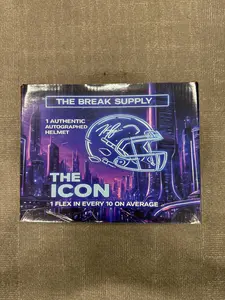 THE BREAK SUPPLY
1 AUTHENTIC
AUTOGRAPHED
HELMET
THE
ICON
1 FLEX IN EVERY 10 ON AVERAGE